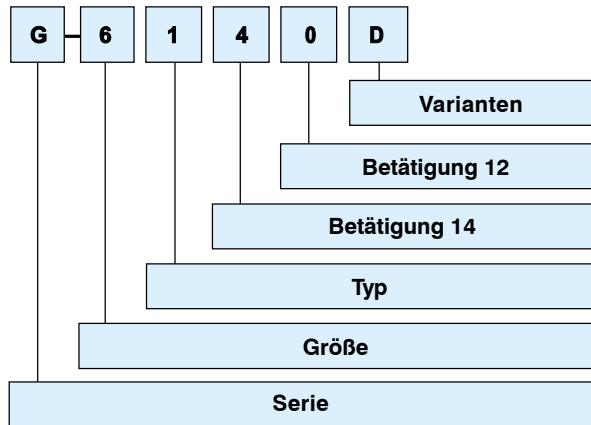 G-6 1 4 0 D
Varianten
Betätigung 12
Betätigung 14
Typ
Größe
Serie